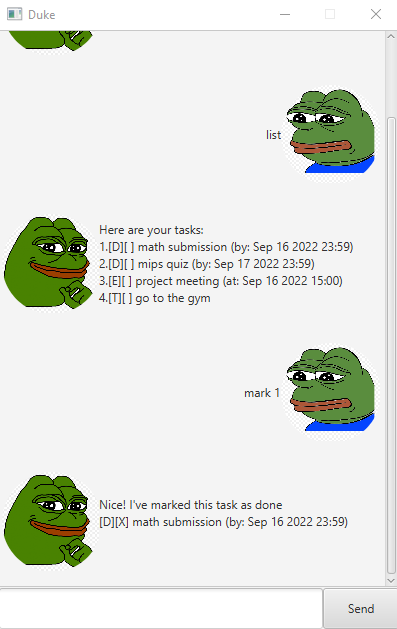 Duke
list
Here are your tasks:
1.[D][ ] math submission (by: Sep 16 2022 23:59)
2.[D][ ] mips quiz (by: Sep 17 2022 23:59)
3.[E][ ] project meeting (at: Sep 16 2022 15:00)
4.[T][ ] go to the gym
mark 1
Nice! I've marked this task as done
[D][X] math submission (by: Sep 16 2022 23:59)
Send